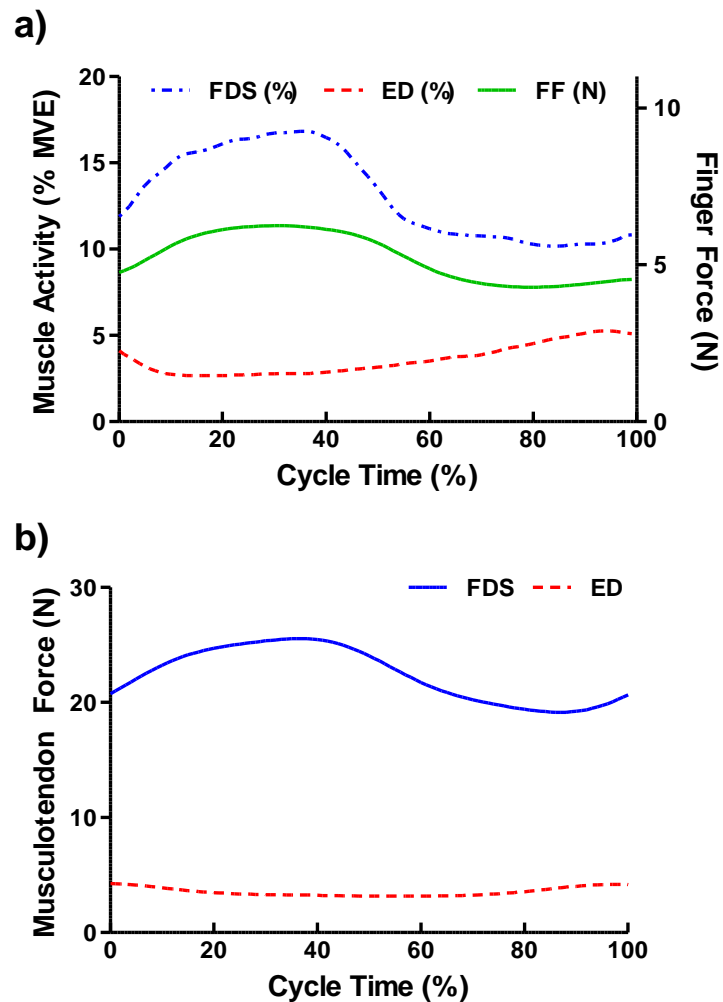 a)
FDS (%) ED (%) FF (N)
Muscle Activity (% MVE)
20
15
10
5
0
Finger Force (N)
10
5
0
0 20 40 60 80 100
Cycle Time (%)
b)
FDS ED
Musculotendon Force (N)
30
20
10
0
0 20 40 60 80 100
Cycle Time (%)